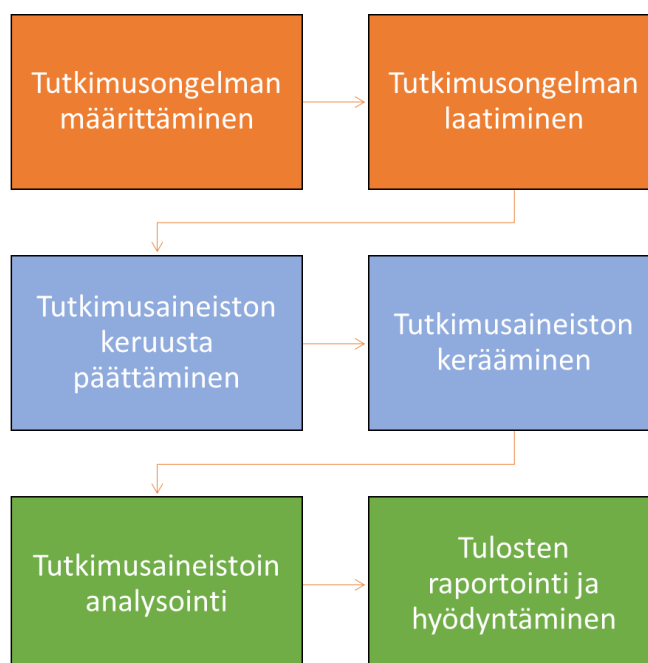 Tutkimusongelman
määrittäminen
Tutkimusongelman
laatiminen
Tutkimusaineiston
keruusta
päättäminen
Tutkimusaineiston
kerääminen
Tutkimusaineistoin
analysointi
Tulosten
raportointi ja
hyödyntäminen